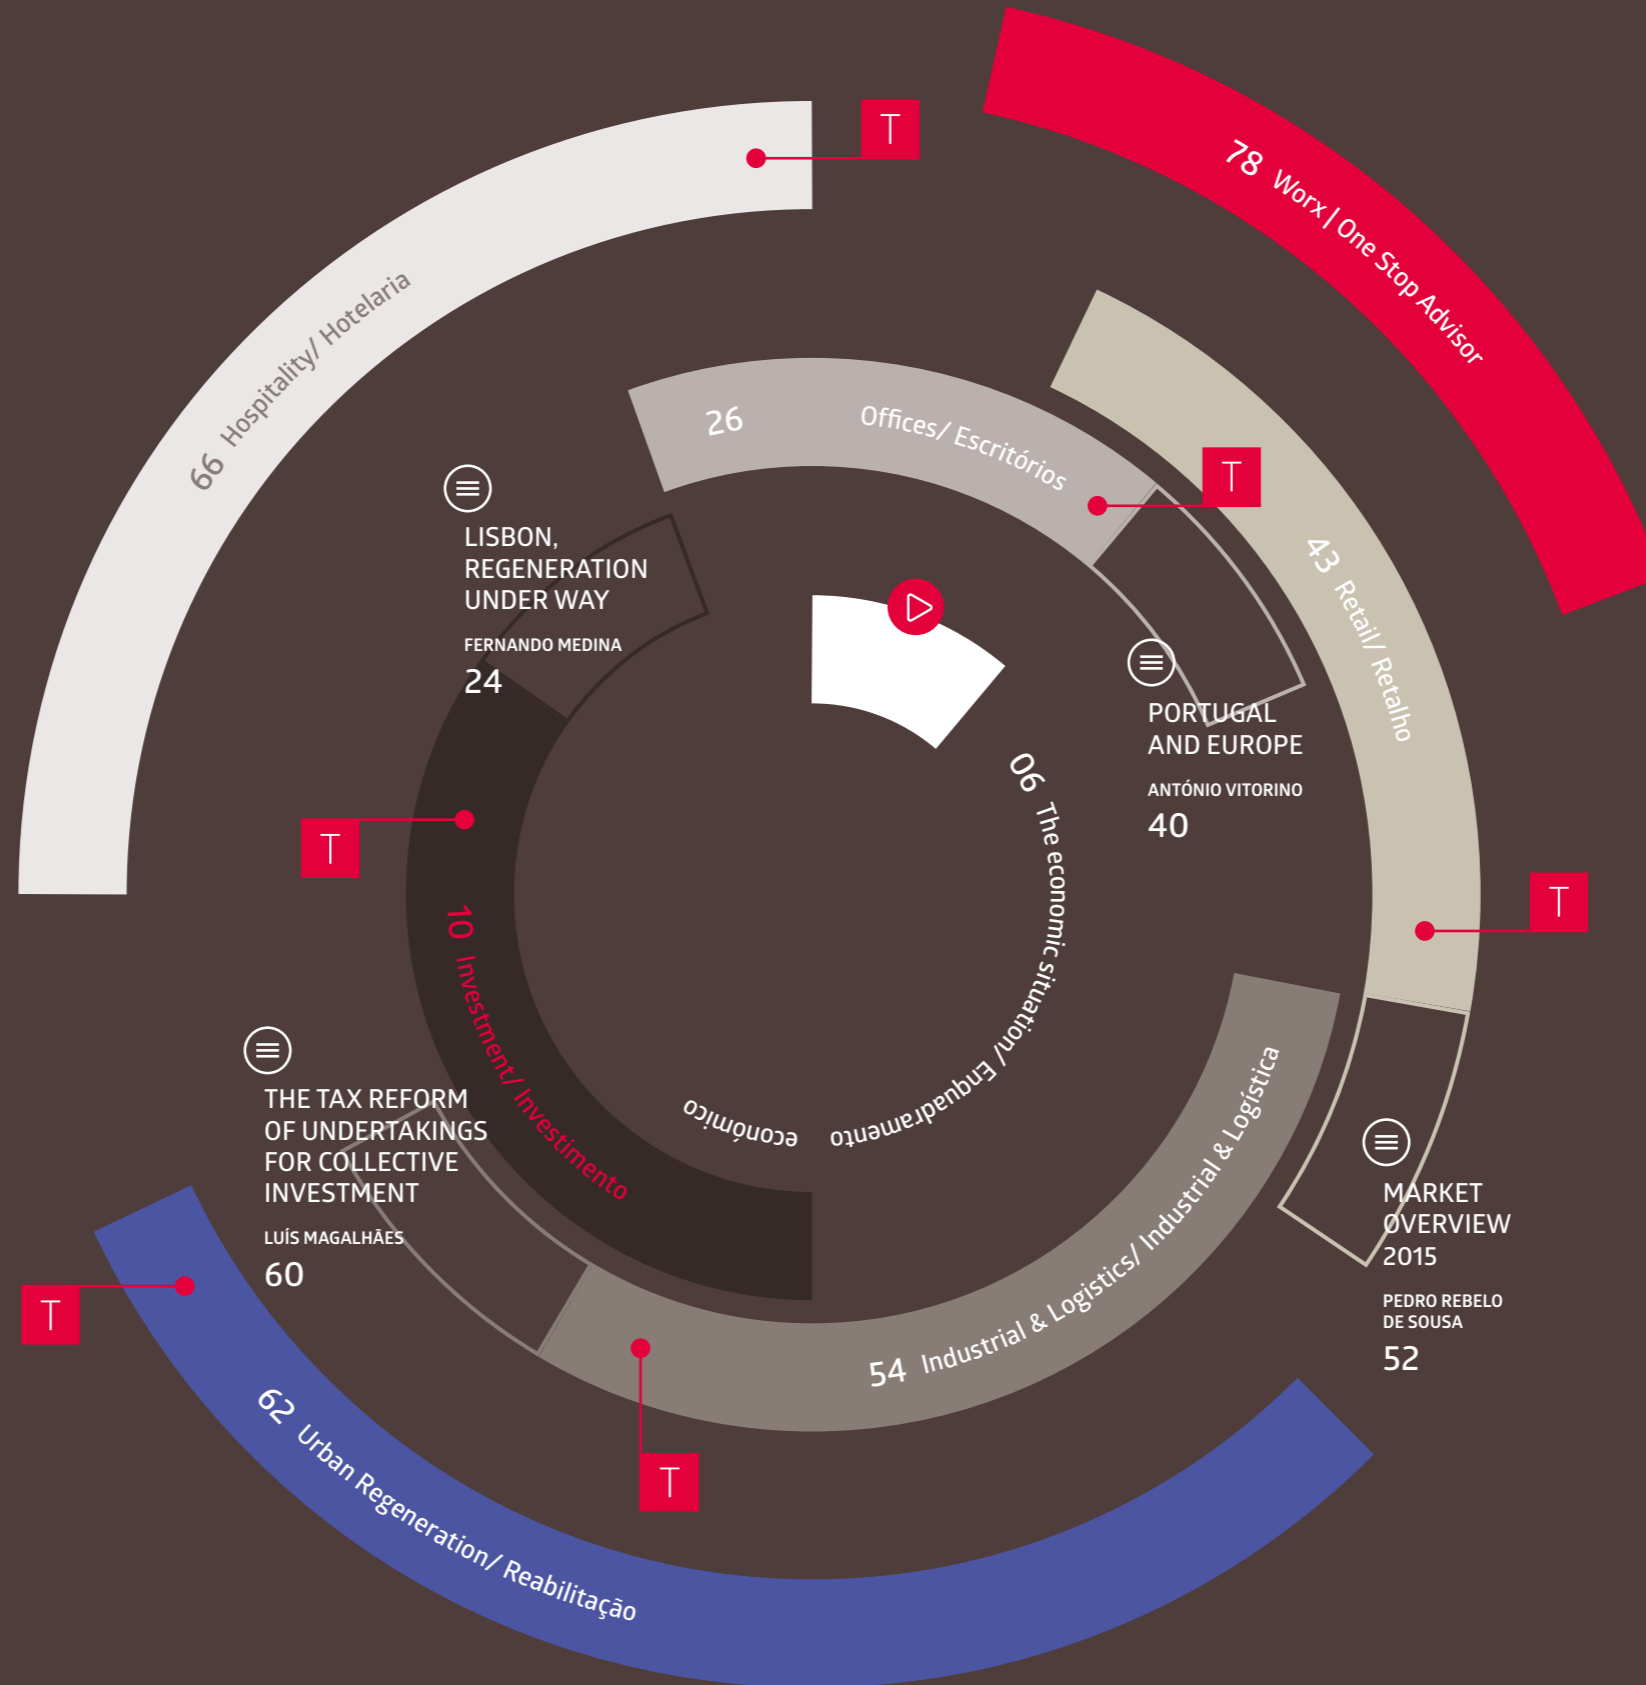 T
78 Worx | One Stop Advisor
66 Hospitality/ Hotelaria
26 Offices/ Escritórios
T
43 Retail/ Retalho
LISBON,
REGENERATION
UNDER WAY
FERNANDO MEDINA
24
PORTUGAL
AND EUROPE
ANTÓNIO VITORINO
40
06 The economic situation/ Enquadramento
económico
T
T
10 Investment/ Investimento
THE TAX REFORM
OF UNDERTAKINGS
FOR COLLECTIVE
INVESTMENT
LUÍS MAGALHÃES
60
MARKET
OVERVIEW
2015
PEDRO REBELO
DE SOUSA
52
54 Industrial & Logistics/ Industrial & Logística
T
T
62 Urban Regeneration/ Reabilitação